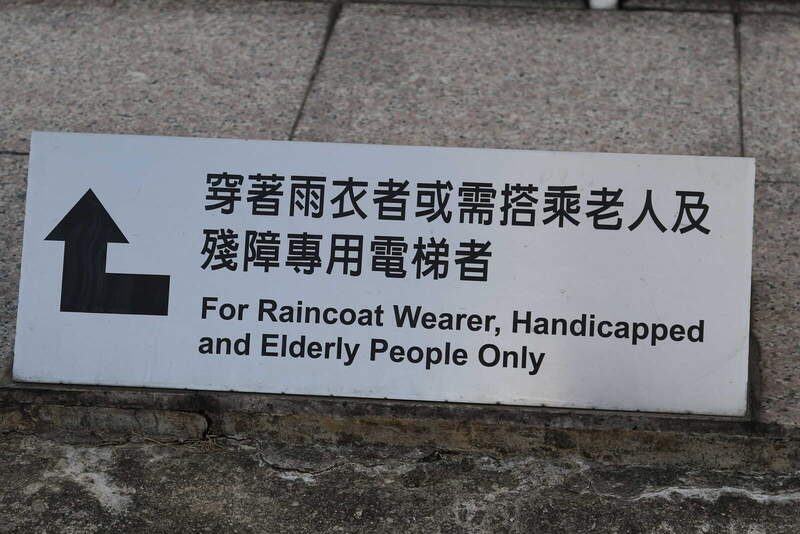 穿著雨衣者或需搭乘老人及
殘障專用電梯者
For Raincoat Wearer, Handicapped
and Elderly People Only